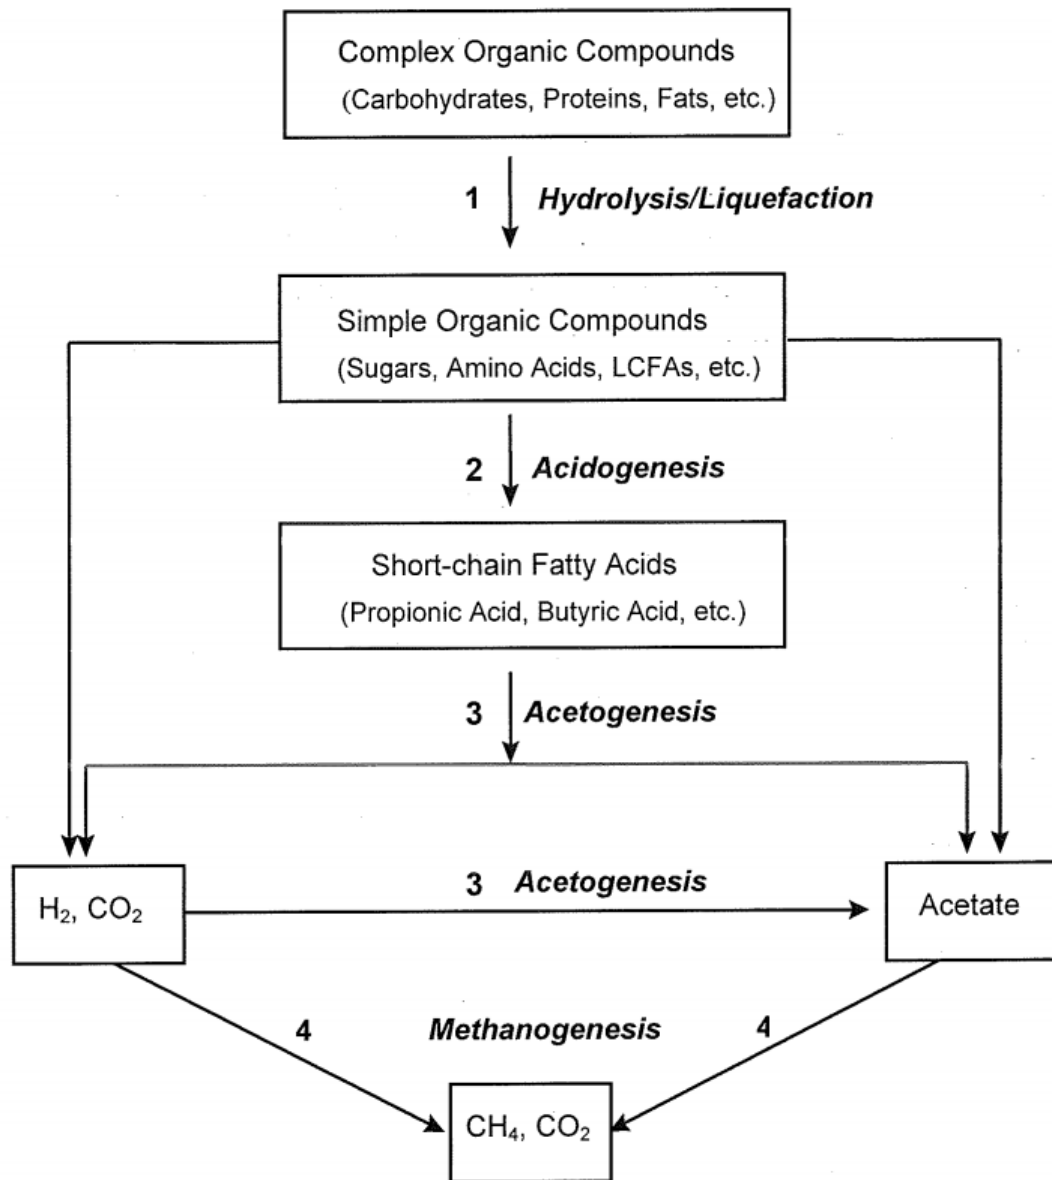 Complex Organic Compounds
(Carbohydrates, Proteins, Fats, etc.)
1 Hydrolysis/Liquefaction
Simple Organic Compounds
(Sugars, Amino Acids, LCFAs, etc.)
2 Acidogenesis
Short-chain Fatty Acids
(Propionic Acid, Butyric Acid, etc.)
3 Acetogenesis
3 Acetogenesis
H₂, CO₂
Acetate
4 Methanogenesis 4
CH₄, CO₂